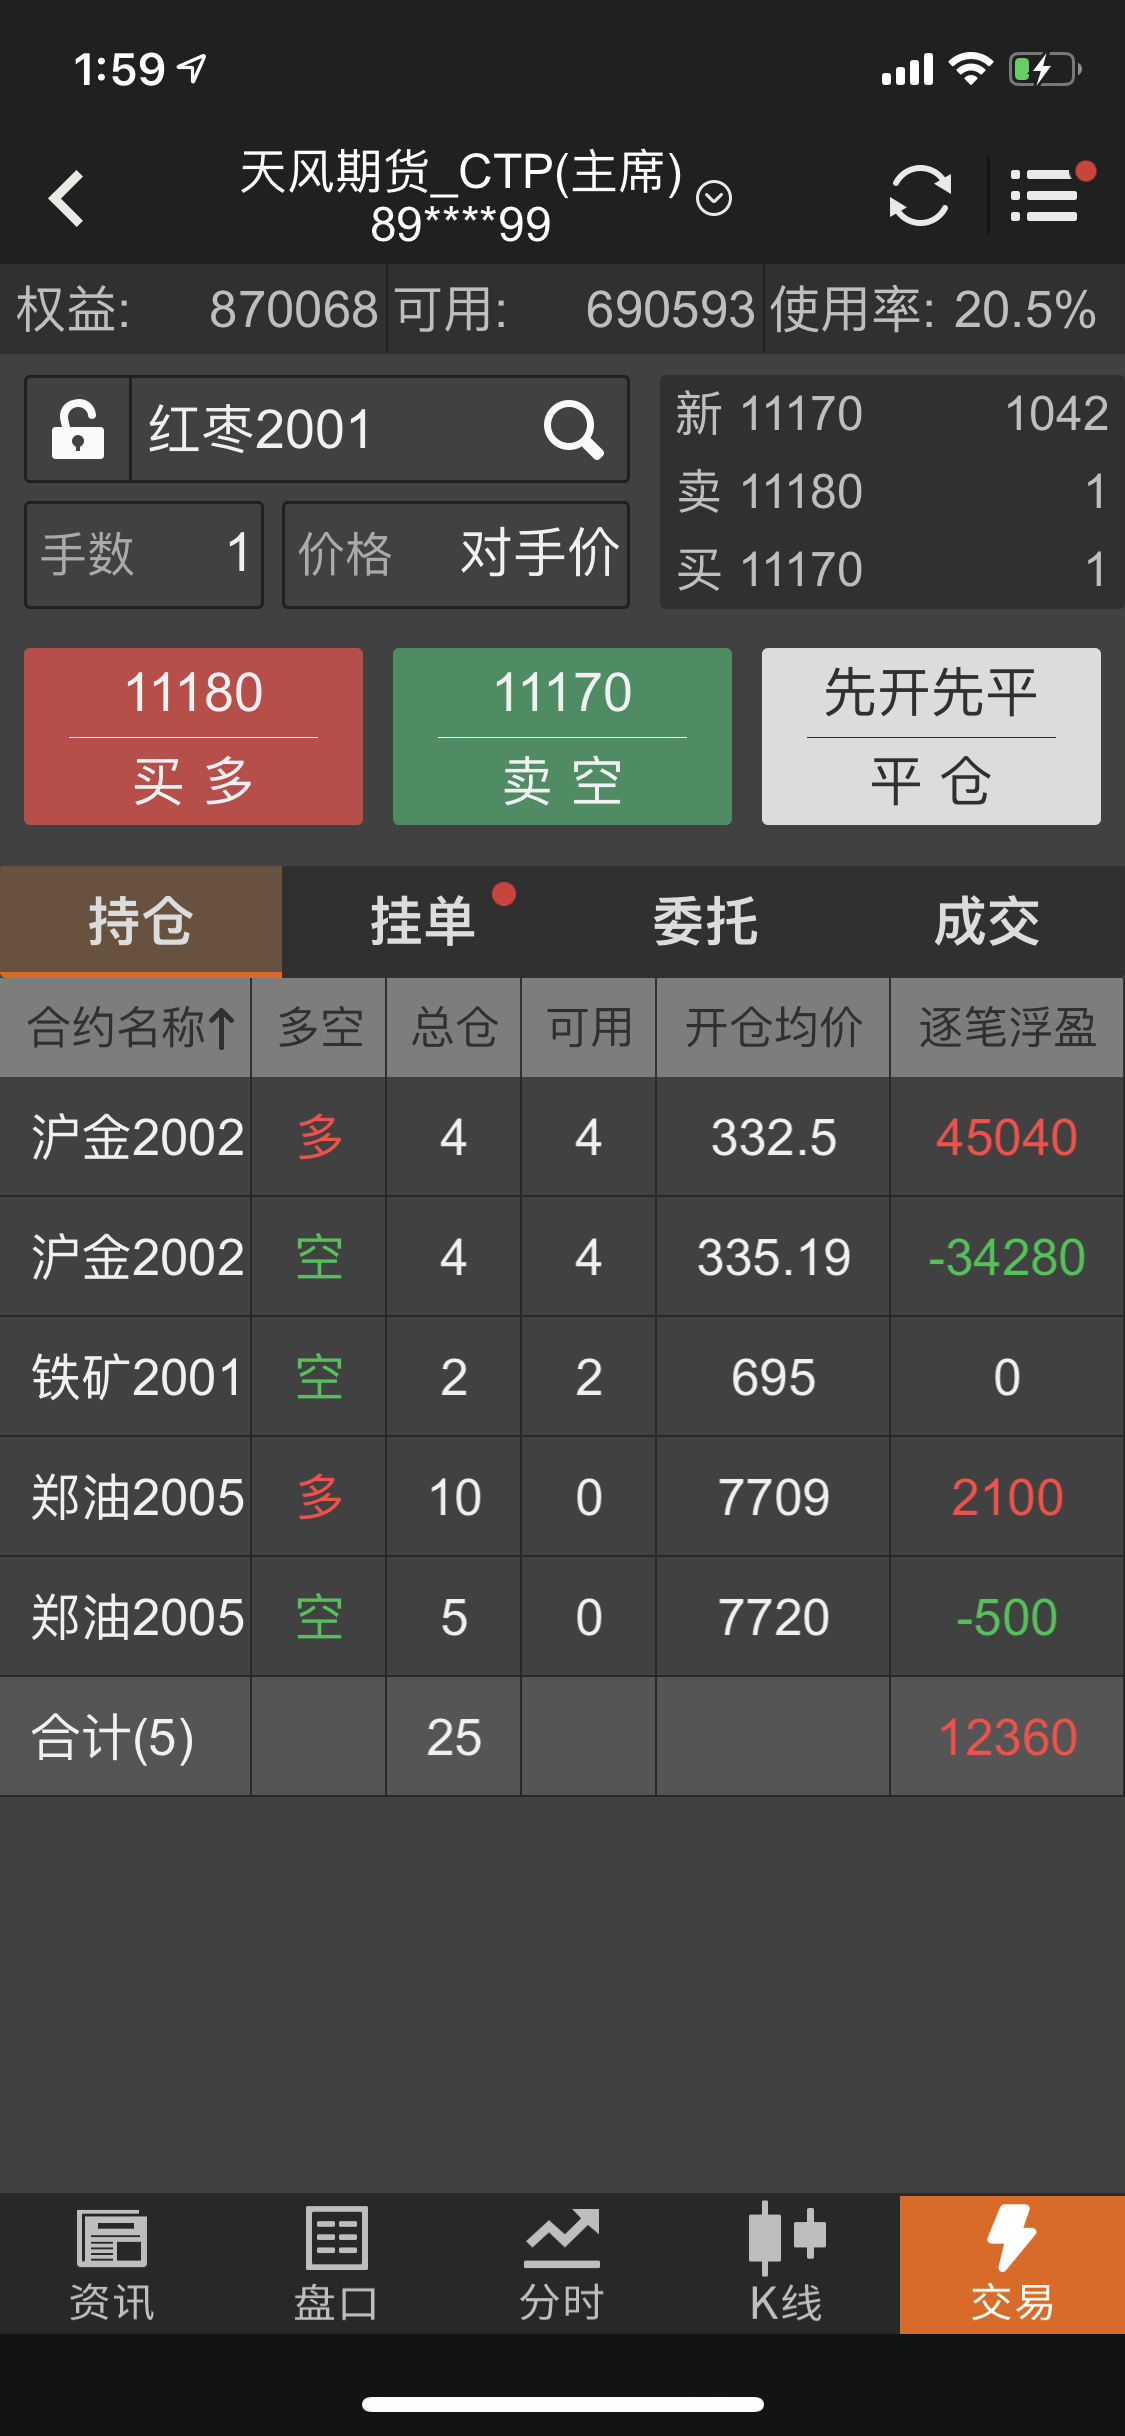 1:59
天风期货_CTP(主席)
89****99
权益: 870068 可用: 690593 使用率: 20.5%
红枣2001
新 11170 1042
卖 11180 1
买 11170 1
手数 1 价格 对手价
11180 11170 先开先平
买 多 卖 空 平 仓
持仓 挂单 委托 成交
合约名称↑ 多空 总仓 可用 开仓均价 逐笔浮盈
沪金2002 多 4 4 332.5 45040
沪金2002 空 4 4 335.19 -34280
铁矿2001 空 2 2 695 0
郑油2005 多 10 0 7709 2100
郑油2005 空 5 0 7720 -500
合计(5) 25 12360
资讯 盘口 分时 K线 交易